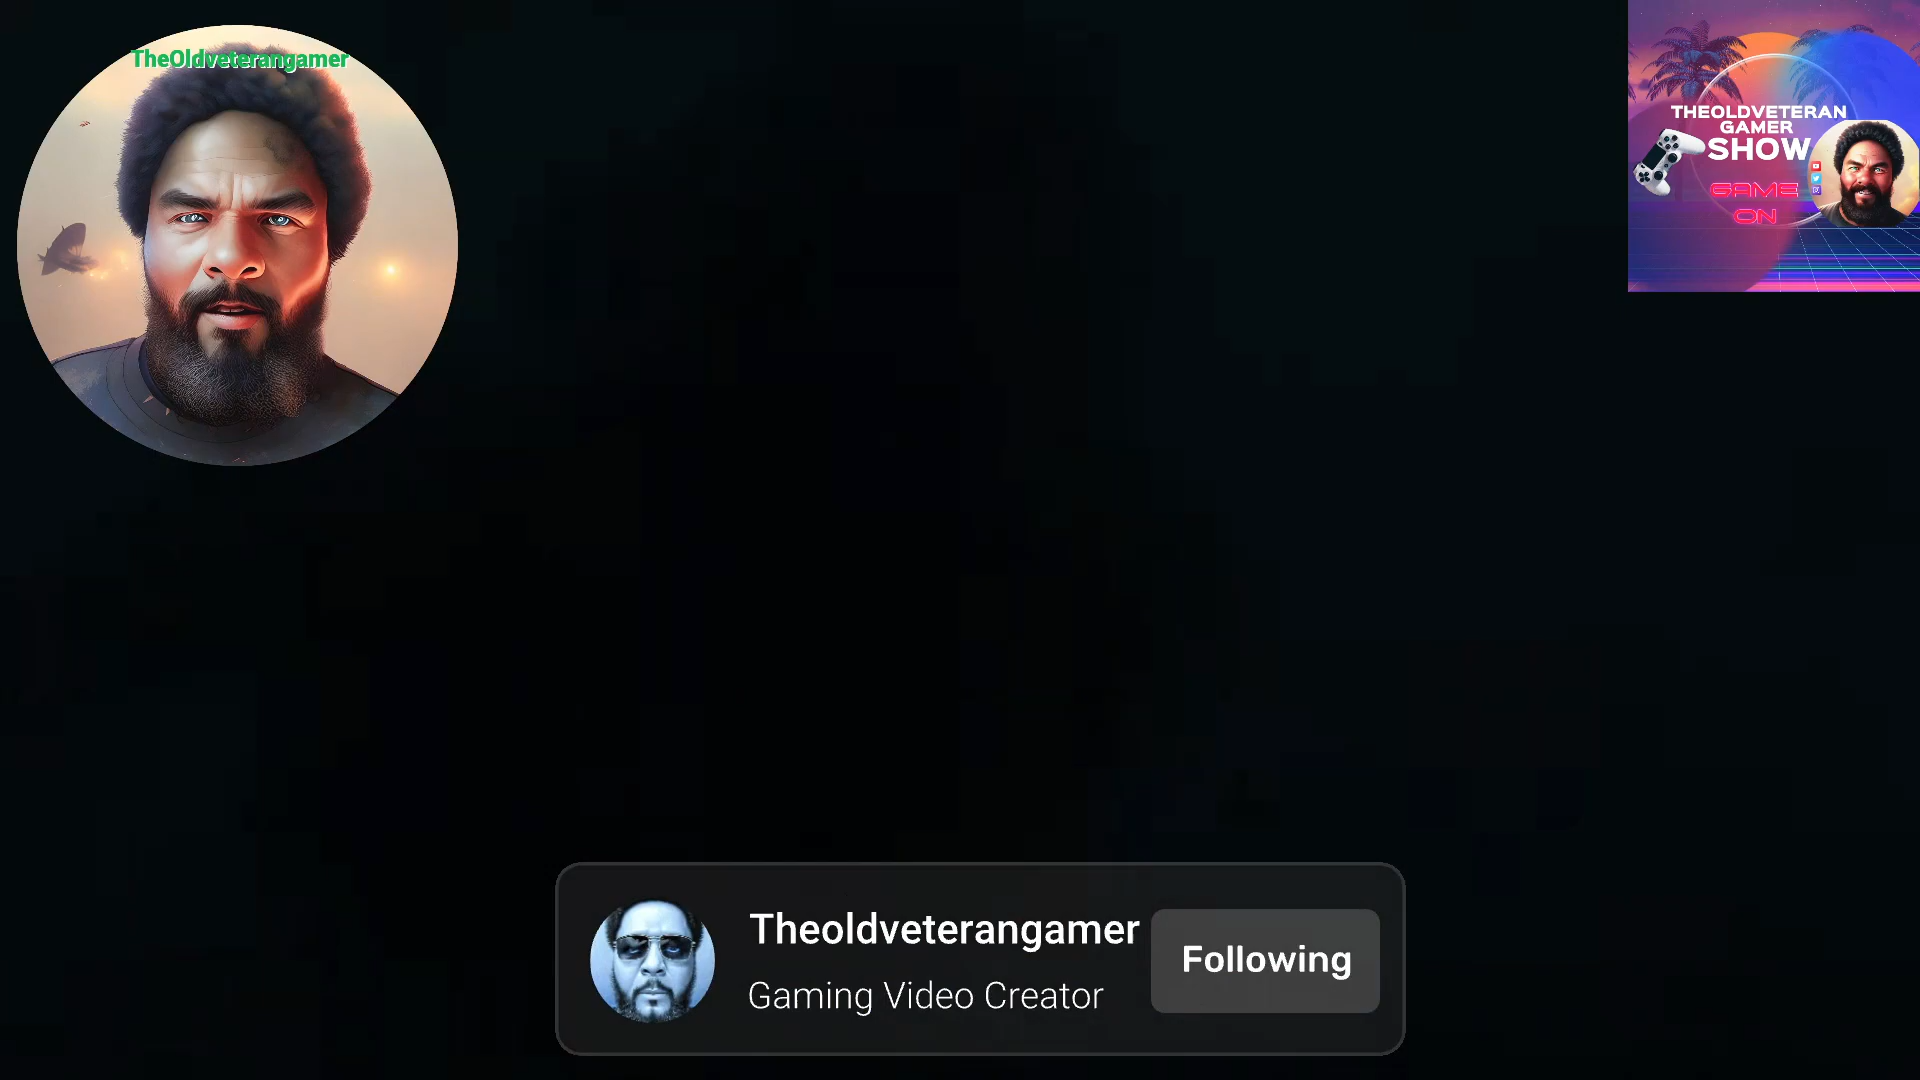 TheOldveterangamer
THEOLDVETERAN
GAMER
SHOW
GAME
ON
Theoldveterangamer
Gaming Video Creator
Following